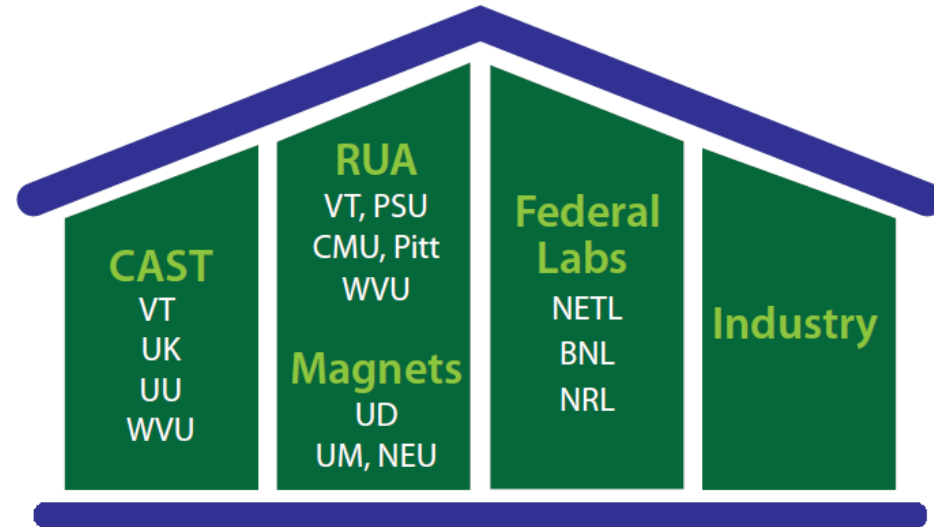 CAST
VT
UK
UU
WVU
RUA
VT, PSU
CMU, Pitt
WVU
Magnets
UD
UM, NEU
Federal
Labs
NETL
BNL
NRL
Industry